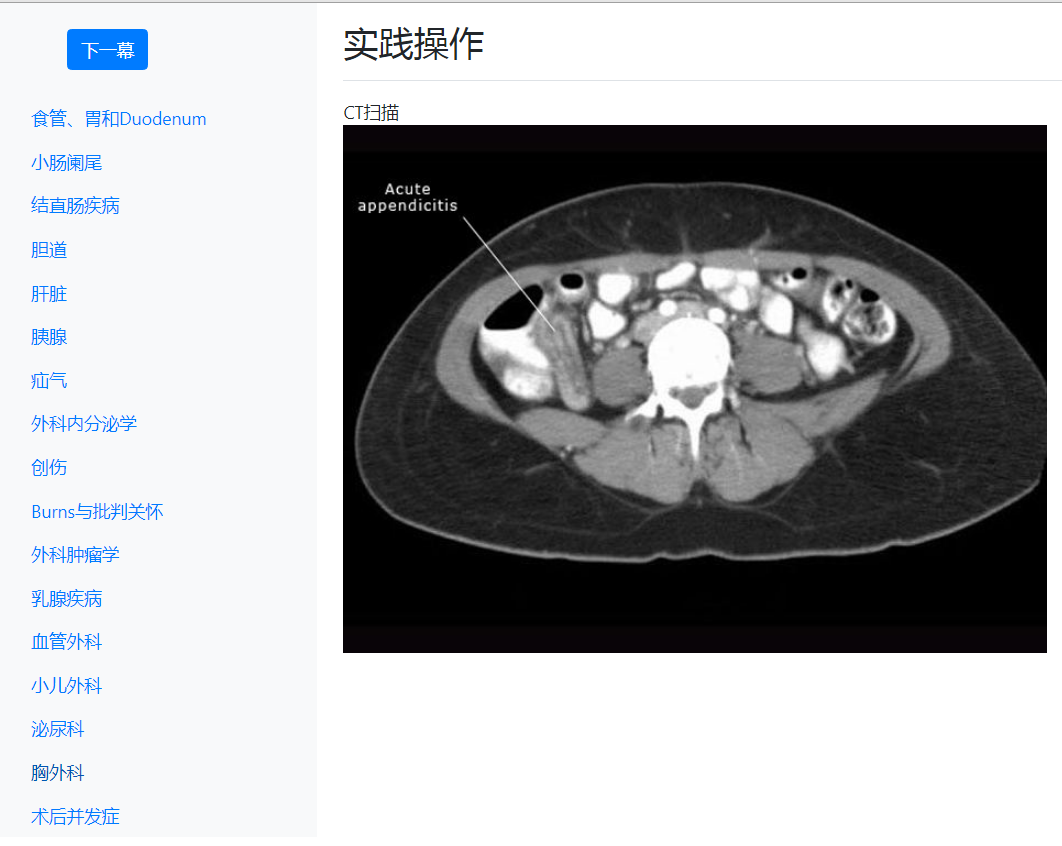 下一幕
食管、胃和Duodenum
小肠阑尾
结直肠疾病
胆道
肝脏
胰腺
疝气
外科内分泌学
创伤
Burns与批判关怀
外科肿瘤学
乳腺疾病
血管外科
小儿外科
泌尿科
胸外科
术后并发症
实践操作
CT扫描
Acute
appendicitis